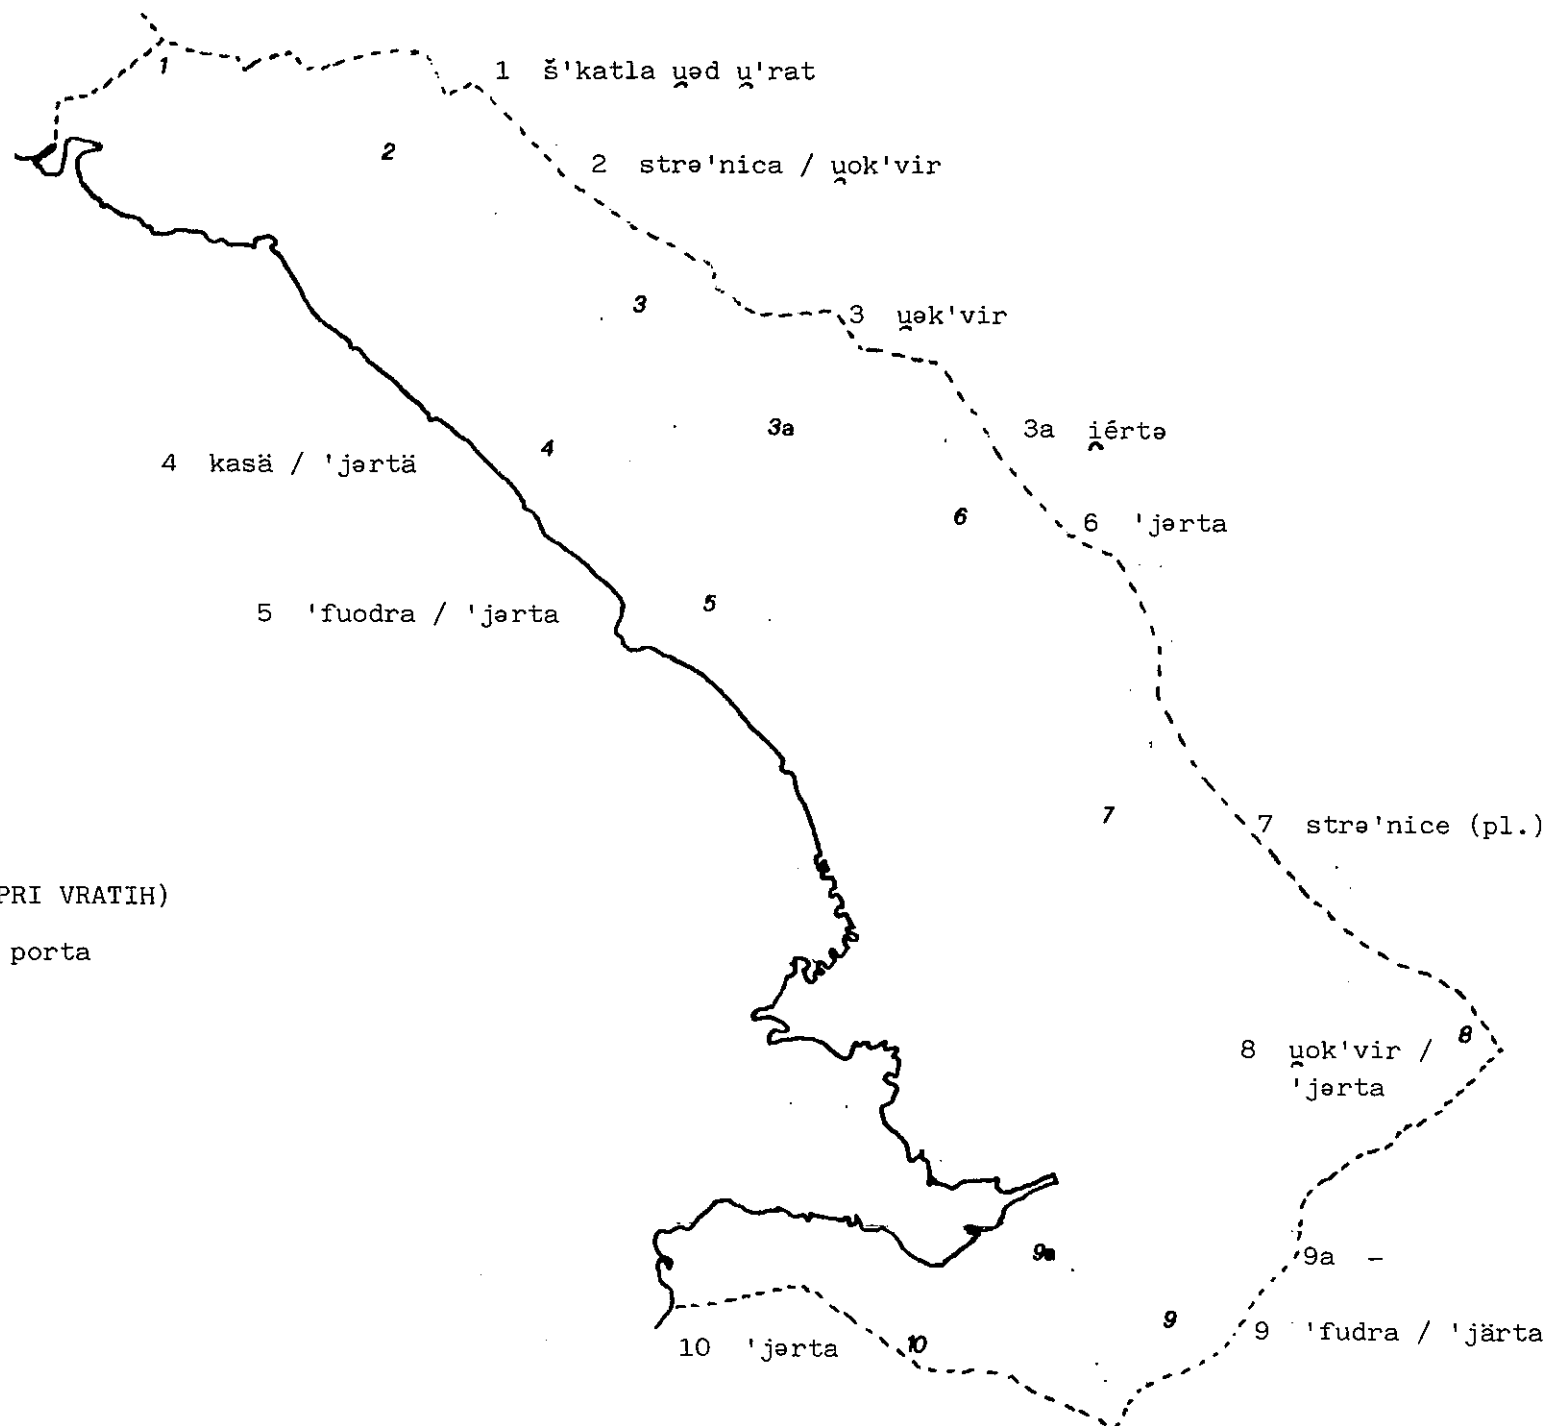 1
1 š'katla u̯əd u̯'rat
2
2 strə'nica / u̯ok'vir
3
3 u̯ək'vir
3a
3a i̯értə
4
4 kasä / 'jərtä
6
6 'jərta
5
5 'fuodra / 'jərta
7
7 strə'nice (pl.)
PRI VRATIH)
porta
8
8 u̯ok'vir /
'jərta
9a
9a -
9
9 'fudra / 'järta
10
10 'jərta